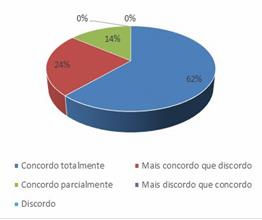 0% 0%
14%
24%
62%
Concordo totalmente Mais concordo que discordo
Concordo parcialmente Mais discordo que concordo
Discordo